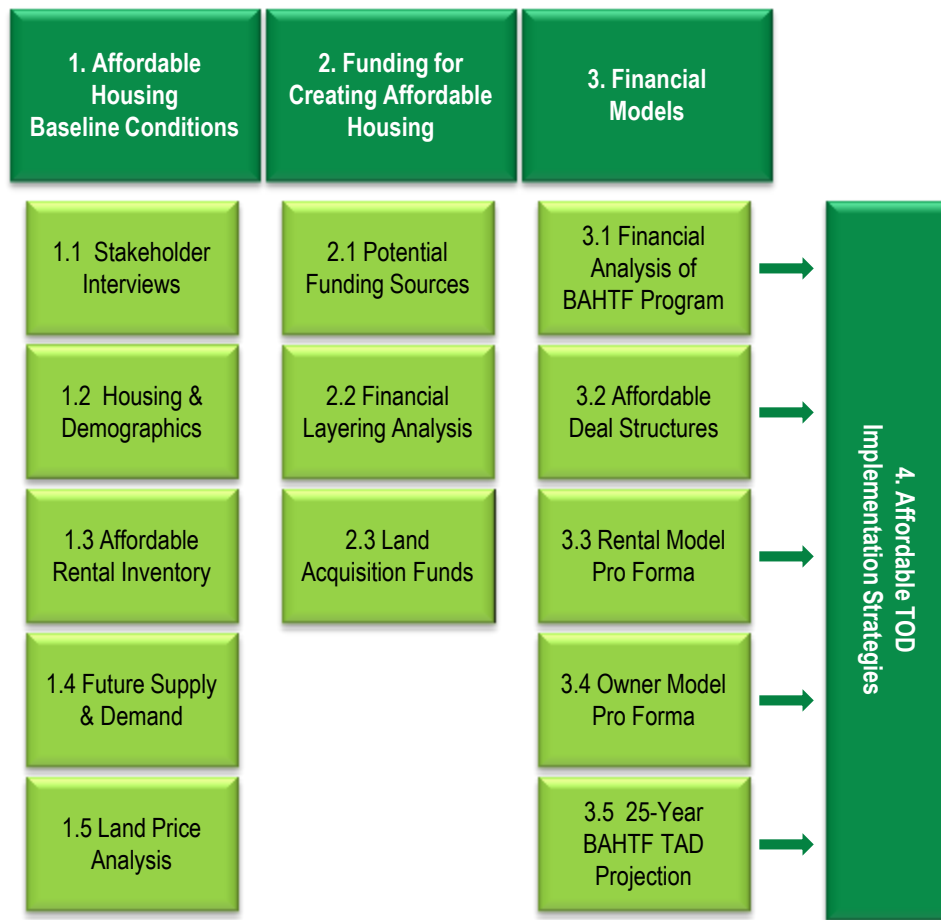 1. Affordable
Housing
Baseline Conditions
2. Funding for
Creating Affordable
Housing
3. Financial
Models
1.1 Stakeholder
Interviews
1.2 Housing &
Demographics
1.3 Affordable
Rental Inventory
1.4 Future Supply
& Demand
1.5 Land Price
Analysis
2.1 Potential
Funding Sources
2.2 Financial
Layering Analysis
2.3 Land
Acquisition Funds
3.1 Financial
Analysis of
BAHTF Program
3.2 Affordable
Deal Structures
3.3 Rental Model
Pro Forma
3.4 Owner Model
Pro Forma
3.5 25-Year
BAHTF TAD
Projection
4. Affordable TOD
Implementation Strategies